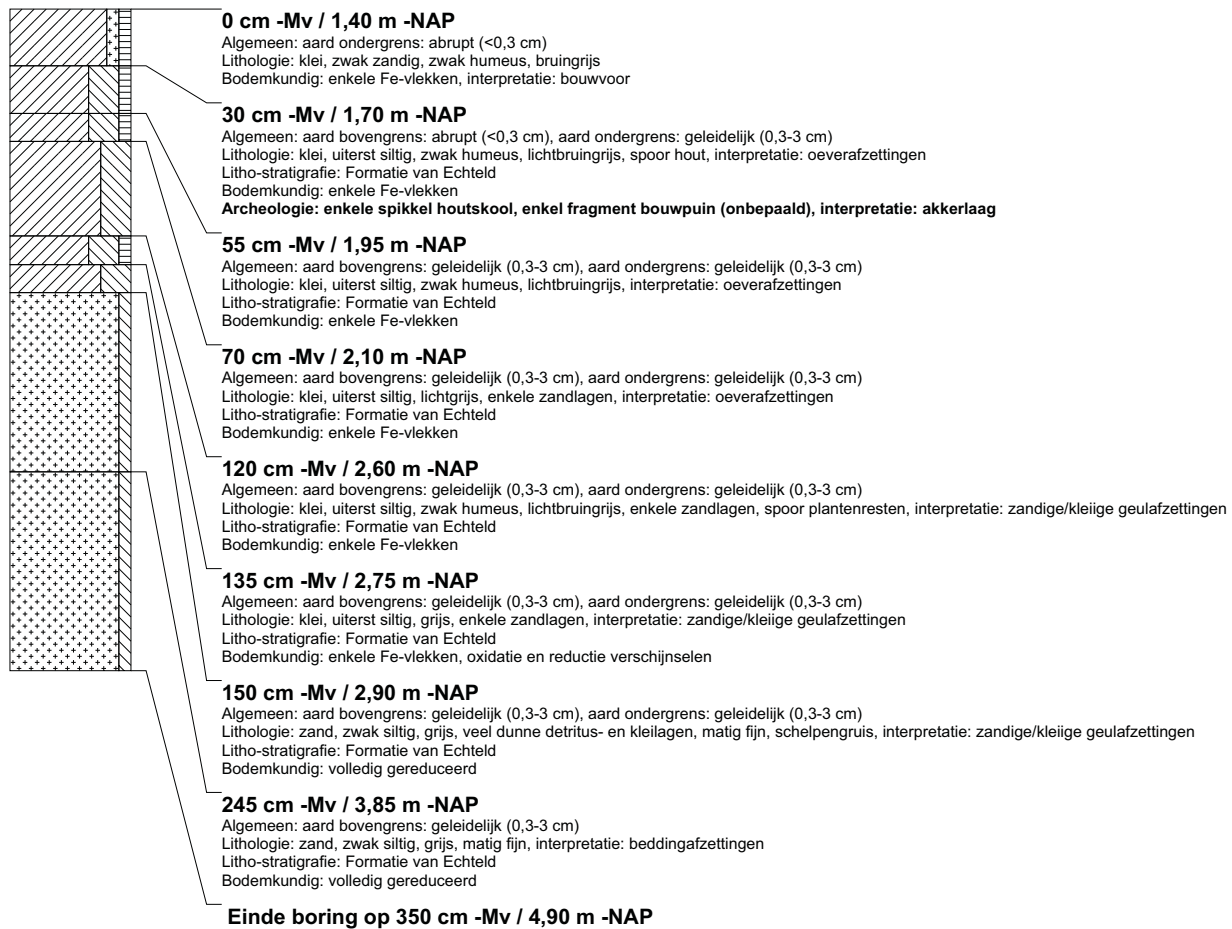 0 cm -Mv / 1,40 m -NAP
Algemeen: aard ondergrens: abrupt (<0,3 cm)
Lithologie: klei, zwak zandig, zwak humeus, bruingrijs
Bodemkundig: enkele Fe-vlekken, interpretatie: bouwvoor
30 cm -Mv / 1,70 m -NAP
Algemeen: aard bovengrens: abrupt (<0,3 cm), aard ondergrens: geleidelijk (0,3-3 cm)
Lithologie: klei, uiterst siltig, zwak humeus, lichtbruingrijs, spoor hout, interpretatie: oeverafzettingen
Litho-stratigrafie: Formatie van Echteld
Bodemkundig: enkele Fe-vlekken
Archeologie: enkele spikkel houtskool, enkel fragment bouwpuin (onbepaald), interpretatie: akkerlaag
55 cm -Mv / 1,95 m -NAP
Algemeen: aard bovengrens: geleidelijk (0,3-3 cm), aard ondergrens: geleidelijk (0,3-3 cm)
Lithologie: klei, uiterst siltig, zwak humeus, lichtbruingrijs, interpretatie: oeverafzettingen
Litho-stratigrafie: Formatie van Echteld
Bodemkundig: enkele Fe-vlekken
70 cm -Mv / 2,10 m -NAP
Algemeen: aard bovengrens: geleidelijk (0,3-3 cm), aard ondergrens: geleidelijk (0,3-3 cm)
Lithologie: klei, uiterst siltig, lichtgrijs, enkele zandlagen, interpretatie: oeverafzettingen
Litho-stratigrafie: Formatie van Echteld
Bodemkundig: enkele Fe-vlekken
120 cm -Mv / 2,60 m -NAP
Algemeen: aard bovengrens: geleidelijk (0,3-3 cm), aard ondergrens: geleidelijk (0,3-3 cm)
Lithologie: klei, uiterst siltig, zwak humeus, lichtbruingrijs, enkele zandlagen, spoor plantenresten, interpretatie: zandige/kleiige geulafzettingen
Litho-stratigrafie: Formatie van Echteld
Bodemkundig: enkele Fe-vlekken
135 cm -Mv / 2,75 m -NAP
Algemeen: aard bovengrens: geleidelijk (0,3-3 cm), aard ondergrens: geleidelijk (0,3-3 cm)
Lithologie: klei, uiterst siltig, grijs, enkele zandlagen, interpretatie: zandige/kleiige geulafzettingen
Litho-stratigrafie: Formatie van Echteld
Bodemkundig: enkele Fe-vlekken, oxidatie en reductie verschijnselen
150 cm -Mv / 2,90 m -NAP
Algemeen: aard bovengrens: geleidelijk (0,3-3 cm), aard ondergrens: geleidelijk (0,3-3 cm)
Lithologie: zand, zwak siltig, grijs, veel dunne detritus- en kleilagen, matig fijn, schelpengruis, interpretatie: zandige/kleiige geulafzettingen
Litho-stratigrafie: Formatie van Echteld
Bodemkundig: volledig gereduceerd
245 cm -Mv / 3,85 m -NAP
Algemeen: aard bovengrens: geleidelijk (0,3-3 cm)
Lithologie: zand, zwak siltig, grijs, matig fijn, interpretatie: beddingafzettingen
Litho-stratigrafie: Formatie van Echteld
Bodemkundig: volledig gereduceerd
Einde boring op 350 cm -Mv / 4,90 m -NAP